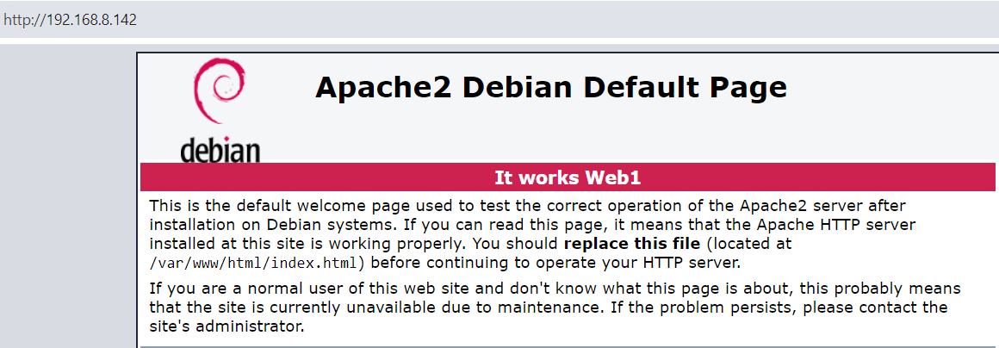 http://192.168.8.142
Apache2 Debian Default Page
debian
It works Web1
This is the default welcome page used to test the correct operation of the Apache2 server after
installation on Debian systems. If you can read this page, it means that the Apache HTTP server
installed at this site is working properly. You should replace this file (located at
/var/www/html/index.html) before continuing to operate your HTTP server.
If you are a normal user of this web site and don't know what this page is about, this probably means
that the site is currently unavailable due to maintenance. If the problem persists, please contact the
site's administrator.